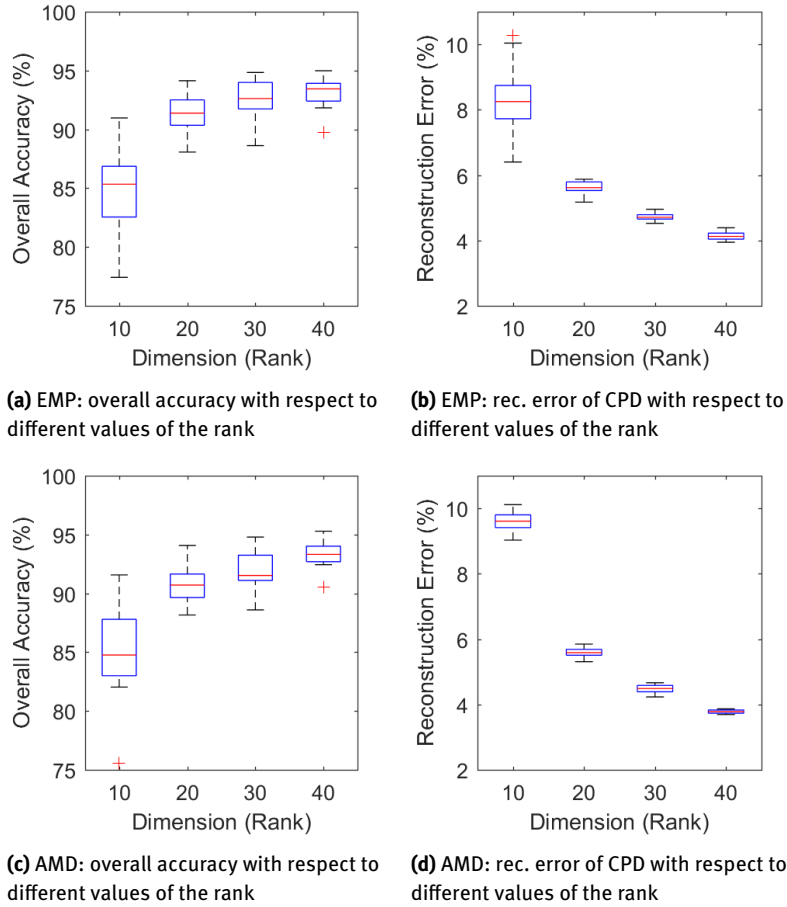 100
95
90
85
80
75
Overall Accuracy (%)
10 20 30 40
Dimension (Rank)
(a) EMP: overall accuracy with respect to
different values of the rank
10
8
6
4
2
Reconstruction Error (%)
10 20 30 40
Dimension (Rank)
(b) EMP: rec. error of CPD with respect to
different values of the rank
100
95
90
85
80
75
Overall Accuracy (%)
10 20 30 40
Dimension (Rank)
(c) AMD: overall accuracy with respect to
different values of the rank
10
8
6
4
2
Reconstruction Error (%)
10 20 30 40
Dimension (Rank)
(d) AMD: rec. error of CPD with respect to
different values of the rank